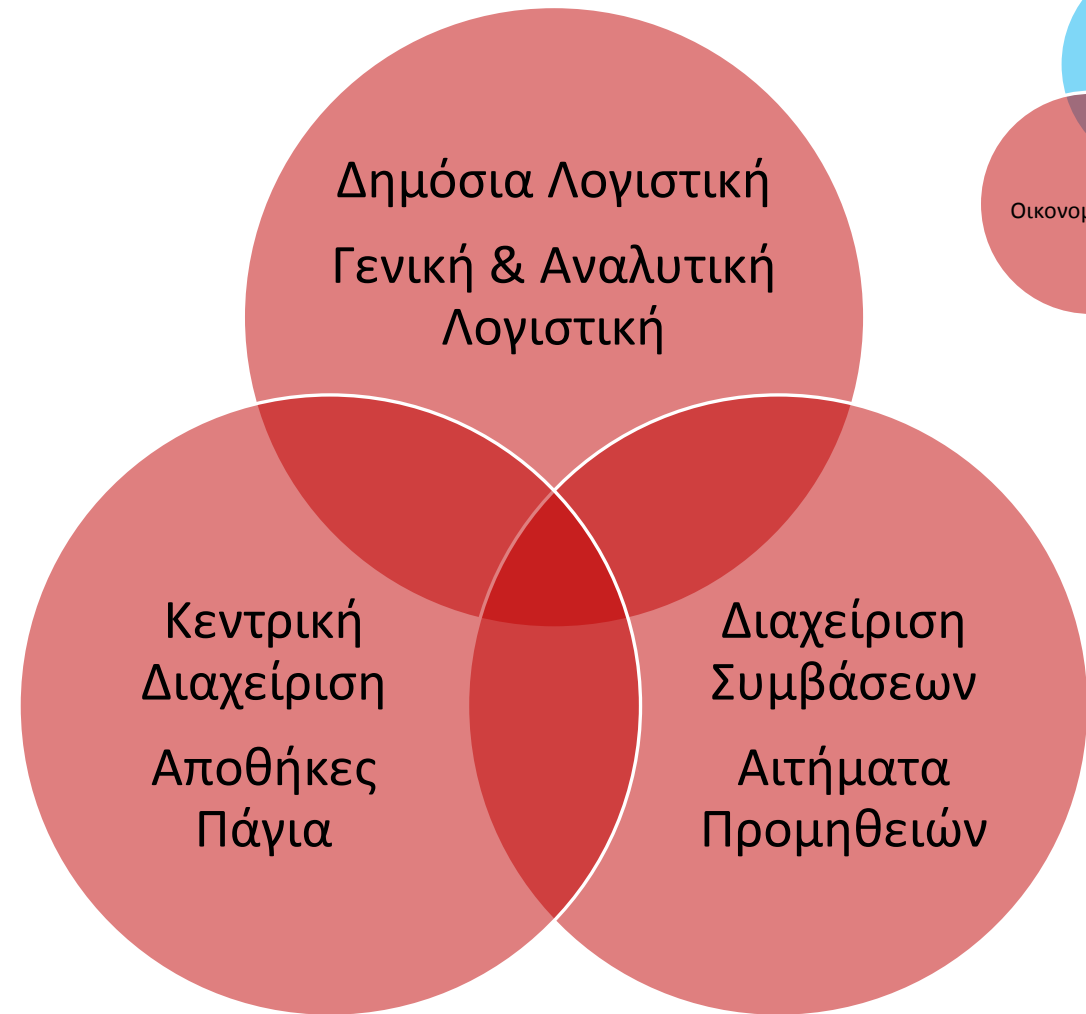 Δημόσια Λογιστική
Γενική & Αναλυτική
Λογιστική
Κεντρική
Διαχείριση
Αποθήκες
Πάγια
Διαχείριση
Συμβάσεων
Αιτήματα
Προμηθειών